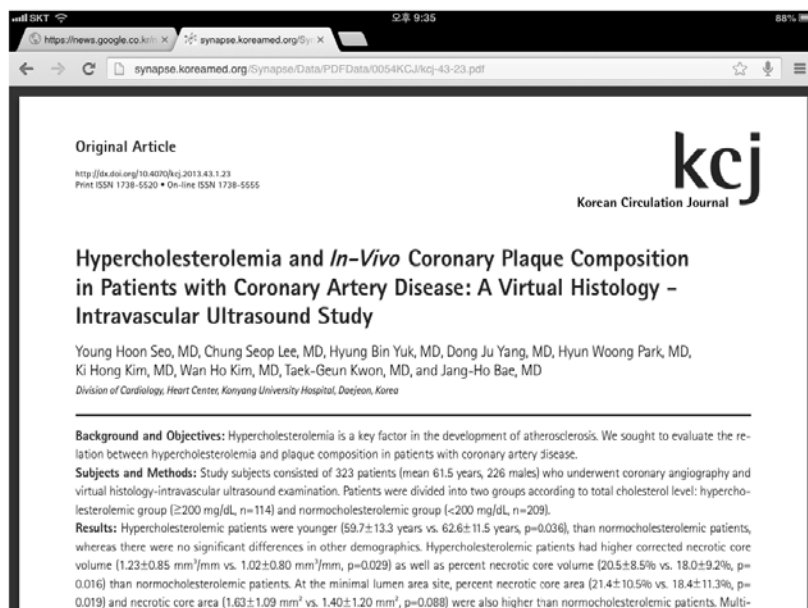 SKT 오후 9:35 88%
https://news.google.co.kr/n × synapse.koreamed.org/Syn ×
synapse.koreamed.org/Synapse/Data/PDFData/0054KCJ/kcj-43-23.pdf
Original Article
http://dx.doi.org/10.4070/kcj.2013.43.1.23
Print ISSN 1738-5520 • On-line ISSN 1738-5555
kcj
Korean Circulation Journal
Hypercholesterolemia and In-Vivo Coronary Plaque Composition
in Patients with Coronary Artery Disease: A Virtual Histology –
Intravascular Ultrasound Study
Young Hoon Seo, MD, Chung Seop Lee, MD, Hyung Bin Yuk, MD, Dong Ju Yang, MD, Hyun Woong Park, MD,
Ki Hong Kim, MD, Wan Ho Kim, MD, Taek-Geun Kwon, MD, and Jang-Ho Bae, MD
Division of Cardiology, Heart Center, Konyang University Hospital, Daejeon, Korea
Background and Objectives: Hypercholesterolemia is a key factor in the development of atherosclerosis. We sought to evaluate the re-
lation between hypercholesterolemia and plaque composition in patients with coronary artery disease.
Subjects and Methods: Study subjects consisted of 323 patients (mean 61.5 years, 226 males) who underwent coronary angiography and
virtual histology-intravascular ultrasound examination. Patients were divided into two groups according to total cholesterol level: hypercho-
lesterolemic group (≥200 mg/dL, n=114) and normocholesterolemic group (<200 mg/dL, n=209).
Results: Hypercholesterolemic patients were younger (59.7±13.3 years vs. 62.6±11.5 years, p=0.036), than normocholesterolemic patients,
whereas there were no significant differences in other demographics. Hypercholesterolemic patients had higher corrected necrotic core
volume (1.23±0.85 mm³/mm vs. 1.02±0.80 mm³/mm, p=0.029) as well as percent necrotic core volume (20.5±8.5% vs. 18.0±9.2%, p=
0.016) than normocholesterolemic patients. At the minimal lumen area site, percent necrotic core area (21.4±10.5% vs. 18.4±11.3%, p=
0.019) and necrotic core area (1.63±1.09 mm² vs. 1.40±1.20 mm², p=0.088) were also higher than normocholesterolemic patients. Multi-